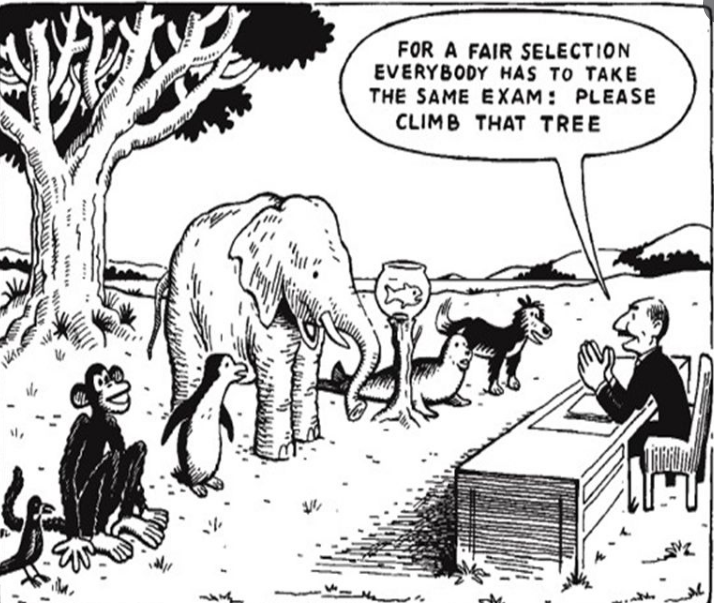 FOR A FAIR SELECTION
EVERYBODY HAS TO TAKE
THE SAME EXAM: PLEASE
CLIMB THAT TREE